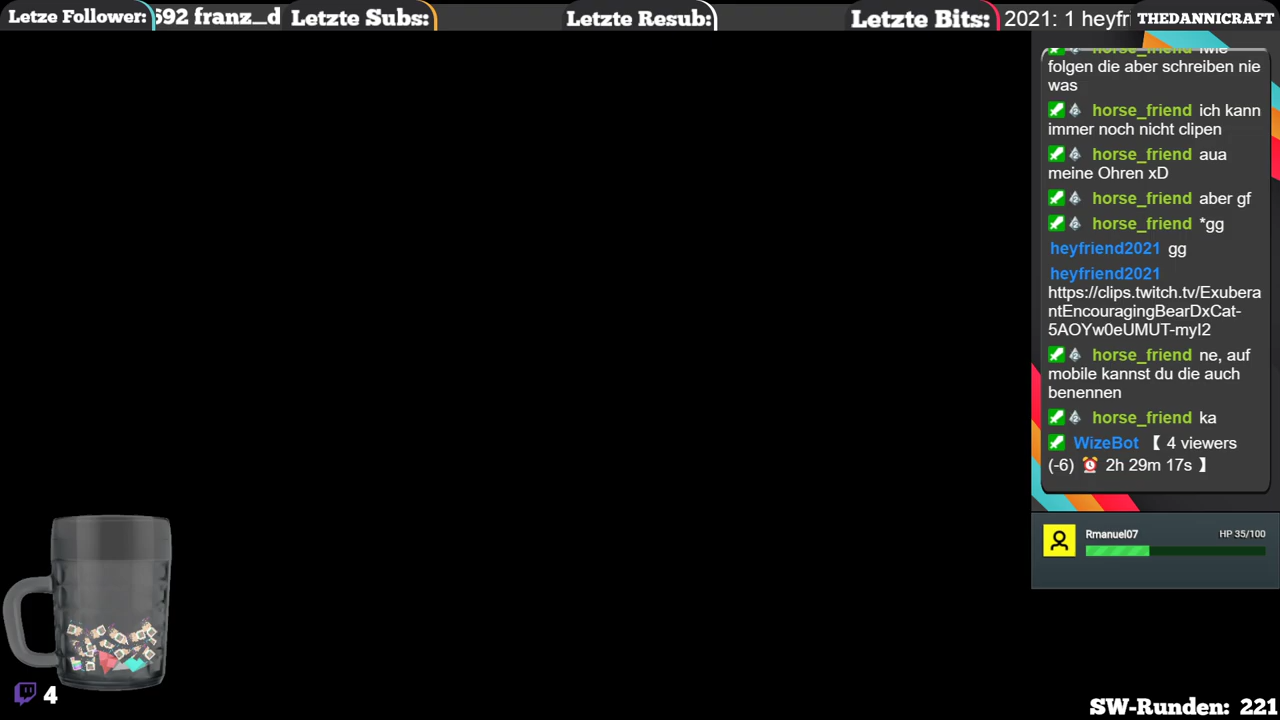 Letze Follower: 592 franz_d Letzte Subs: Letzte Resub: Letzte Bits: 2021: 1 heyfri THEDANNICRAFT
horse_friend iwie
folgen die aber schreiben nie
was
horse_friend ich kann
immer noch nicht clipen
horse_friend aua
meine Ohren xD
horse_friend aber gf
horse_friend *gg
heyfriend2021 gg
heyfriend2021
https://clips.twitch.tv/Exubera
ntEncouragingBearDxCat-
5AOYw0eUMUT-myI2
horse_friend ne, auf
mobile kannst du die auch
benennen
horse_friend ka
WizeBot 【 4 viewers
(-6) ⏰ 2h 29m 17s 】
Rmanuel07 HP 35/100
4
SW-Runden: 221